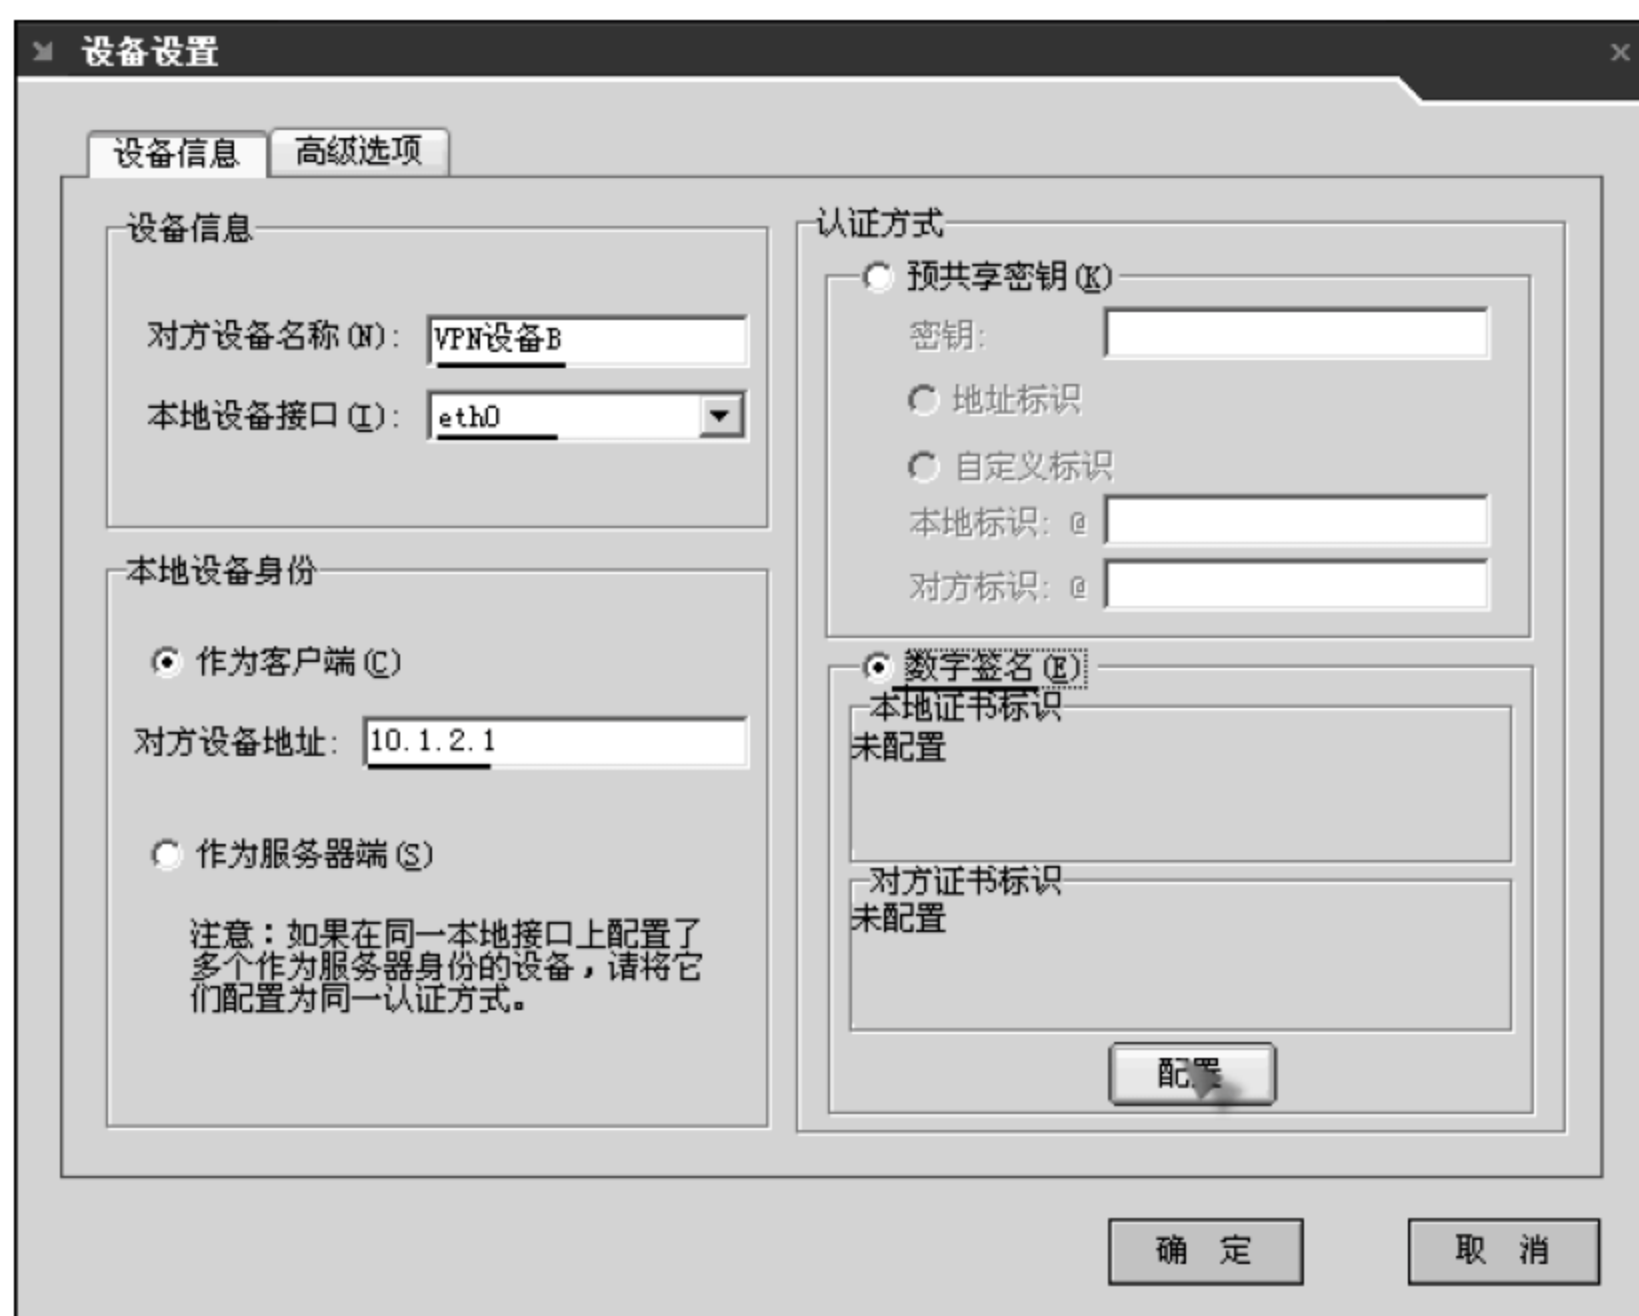 设备设置
设备信息
高级选项
设备信息
对方设备名称(N):
VPN设备B
本地设备接口(I):
eth0
本地设备身份
作为客户端(C)
对方设备地址:
10.1.2.1
作为服务器端(S)
注意：如果在同一本地接口上配置了
多个作为服务器身份的设备，请将它
们配置为同一认证方式。
认证方式
预共享密钥(K)
密钥:
地址标识
自定义标识
本地标识: @
对方标识: @
数字签名(E)
本地证书标识
未配置
对方证书标识
未配置
配置
确 定
取 消